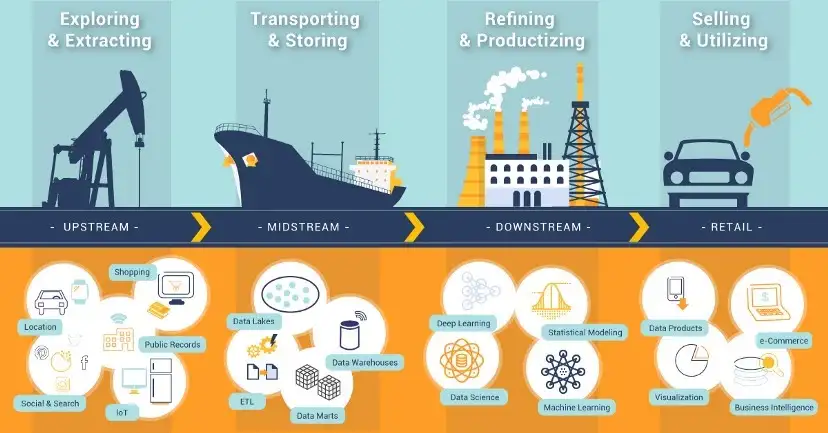 Exploring
& Extracting
Transporting
& Storing
Refining
& Productizing
Selling
& Utilizing
- UPSTREAM -
- MIDSTREAM -
- DOWNSTREAM -
- RETAIL -
Shopping
Location
Public Records
Social & Search
IoT
Data Lakes
Data Warehouses
ETL
Data Marts
Deep Learning
Statistical Modeling
Data Science
Machine Learning
Data Products
$
e-Commerce
Visualization
Business Intelligence